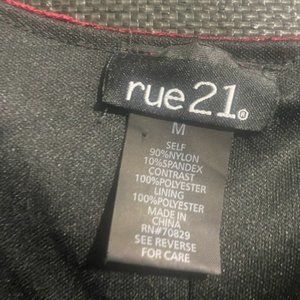 rue21®
M
SELF
90%NYLON
10%SPANDEX
CONTRAST
100%POLYESTER
LINING
100%POLYESTER
MADE IN
CHINA
RN#70829
SEE REVERSE
FOR CARE